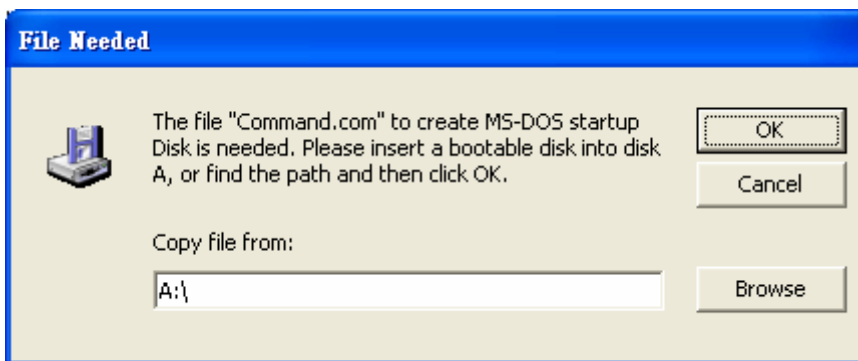 File Needed
The file "Command.com" to create MS-DOS startup
Disk is needed. Please insert a bootable disk into disk
A, or find the path and then click OK.
OK
Cancel
Copy file from:
A:\
Browse